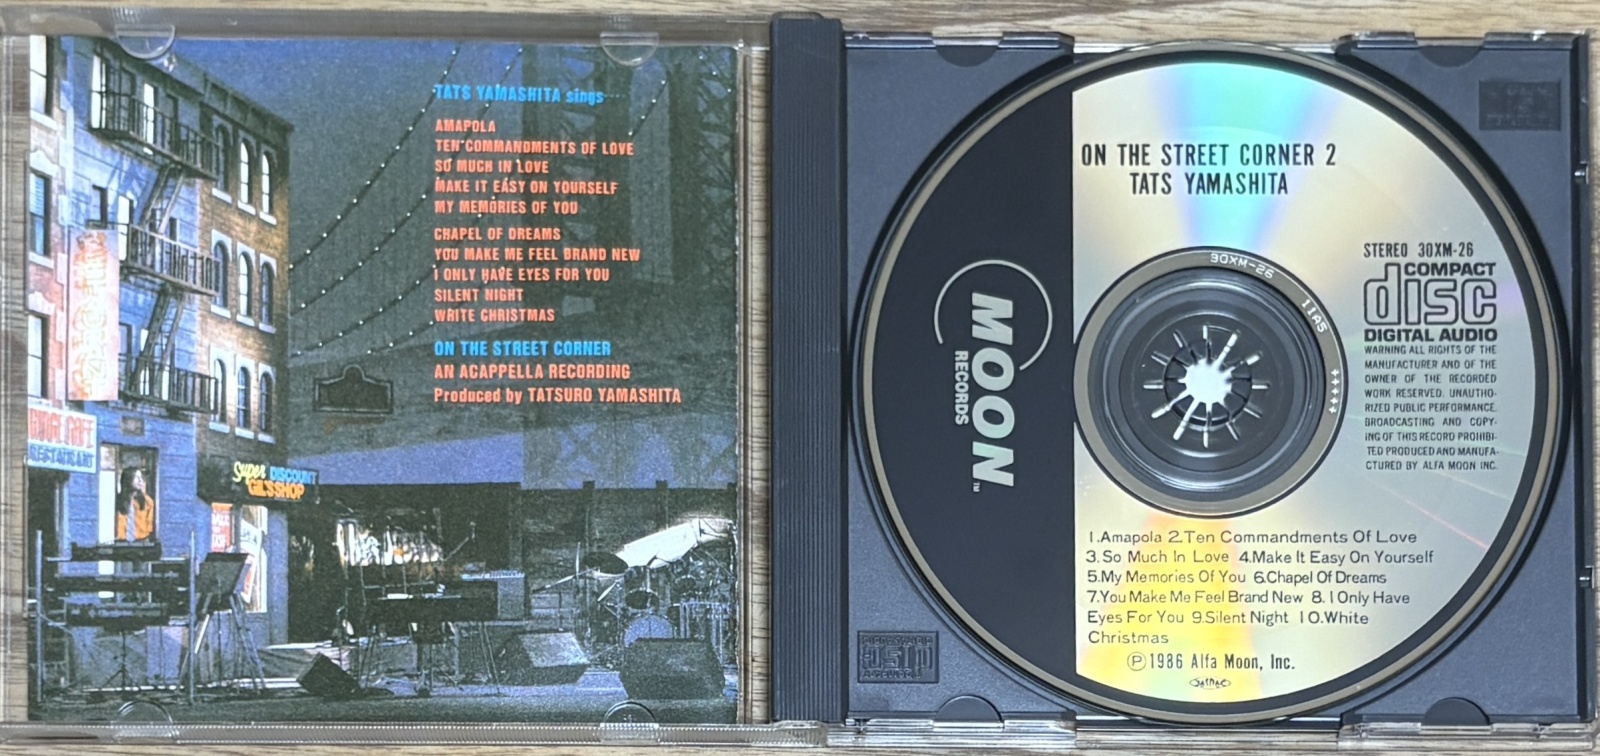 TATS YAMASHITA sings
AMAPOLA
TEN COMMANDMENTS OF LOVE
SO MUCH IN LOVE
MAKE IT EASY ON YOURSELF
MY MEMORIES OF YOU
CHAPEL OF DREAMS
YOU MAKE ME FEEL BRAND NEW
I ONLY HAVE EYES FOR YOU
SILENT NIGHT
WRITE CHRISTMAS
ON THE STREET CORNER
AN ACAPPELLA RECORDING
Produced by TATSURO YAMASHITA
RESTAURANT
Super DISCOUNT
GIL'S SHOP
MOON
RECORDS
TM
ON THE STREET CORNER 2
TATS YAMASHITA
30XM-26
11A5
+++++
STEREO 30XM-26
COMPACT
disc
DIGITAL AUDIO
WARNING ALL RIGHTS OF THE
MANUFACTURER AND OF THE
OWNER OF THE RECORDED
WORK RESERVED. UNAUTHO-
RIZED PUBLIC PERFORMANCE.
BROADCASTING AND COPY-
ING OF THIS RECORD PROHIBI-
TED PRODUCED AND MANUFA-
CTURED BY ALFA MOON INC.
1.Amapola 2.Ten Commandments Of Love
3.So Much In Love 4.Make It Easy On Yourself
5.My Memories Of You 6.Chapel Of Dreams
7.You Make Me Feel Brand New 8.I Only Have
Eyes For You 9.Silent Night 10.White
Christmas
Ⓟ1986 Alfa Moon, Inc.
JASRAC